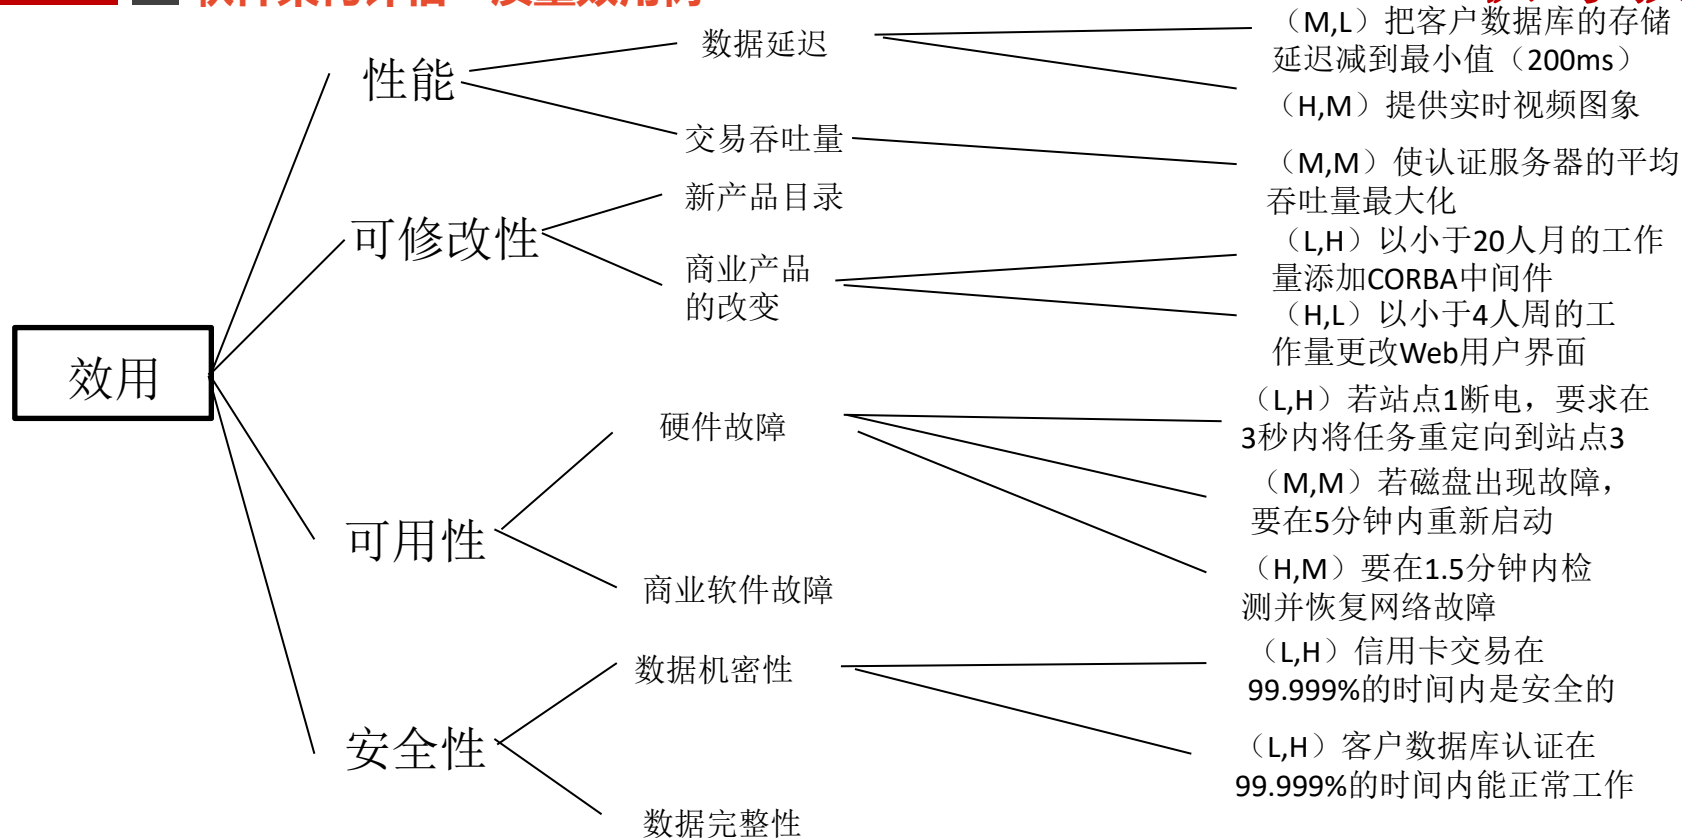 软件架构评估－质量效用树
性能
数据延迟
（M,L）把客户数据库的存储
延迟减到最小值（200ms）
（H,M）提供实时视频图象
交易吞吐量
（M,M）使认证服务器的平均
吞吐量最大化
可修改性
新产品目录
商业产品
的改变
（L,H）以小于20人月的工作
量添加CORBA中间件
（H,L）以小于4人周的工
作量更改Web用户界面
效用
可用性
硬件故障
（L,H）若站点1断电，要求在
3秒内将任务重定向到站点3
（M,M）若磁盘出现故障，
要在5分钟内重新启动
（H,M）要在1.5分钟内检
测并恢复网络故障
商业软件故障
安全性
数据机密性
（L,H）信用卡交易在
99.999%的时间内是安全的
（L,H）客户数据库认证在
99.999%的时间内能正常工作
数据完整性